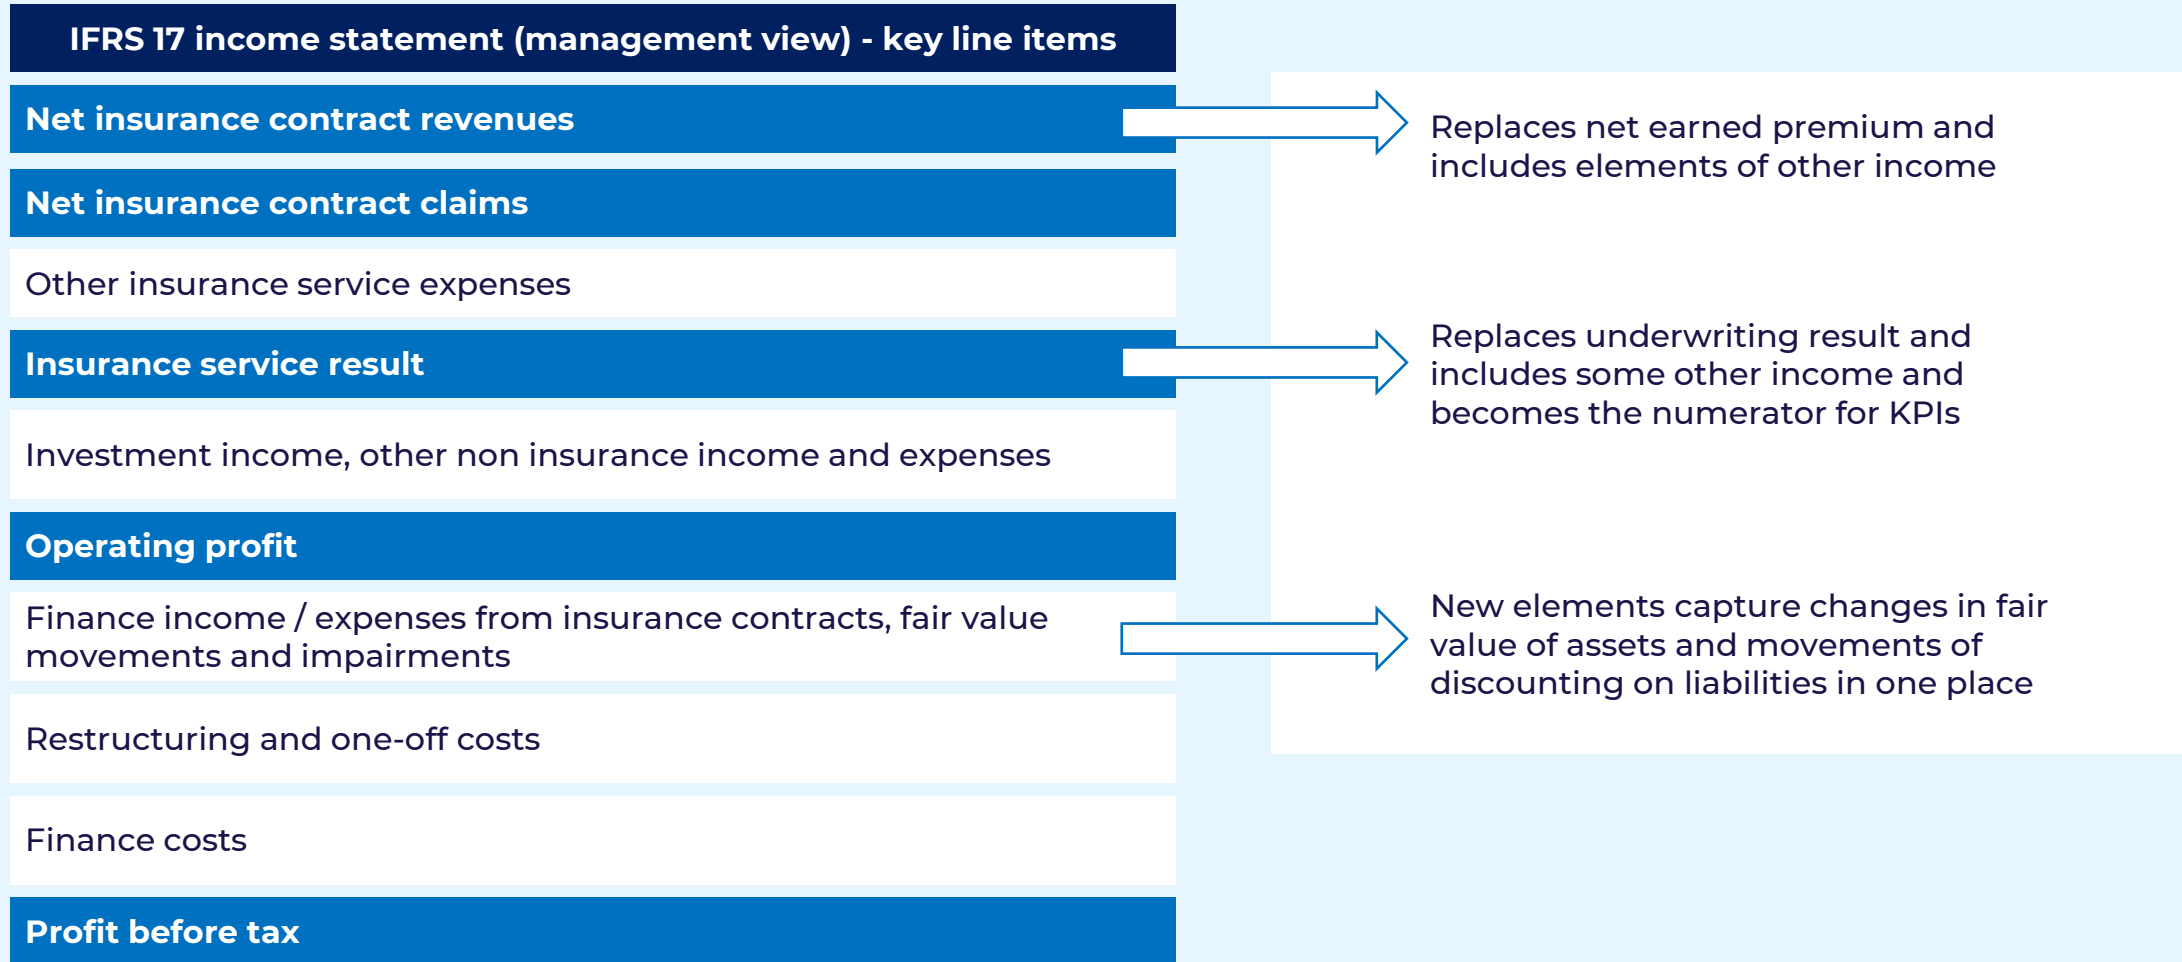 IFRS 17 income statement (management view) - key line items
Net insurance contract revenues
Replaces net earned premium and
includes elements of other income
Net insurance contract claims
Other insurance service expenses
Insurance service result
Replaces underwriting result and
includes some other income and
becomes the numerator for KPIs
Investment income, other non insurance income and expenses
Operating profit
Finance income / expenses from insurance contracts, fair value
movements and impairments
New elements capture changes in fair
value of assets and movements of
discounting on liabilities in one place
Restructuring and one-off costs
Finance costs
Profit before tax